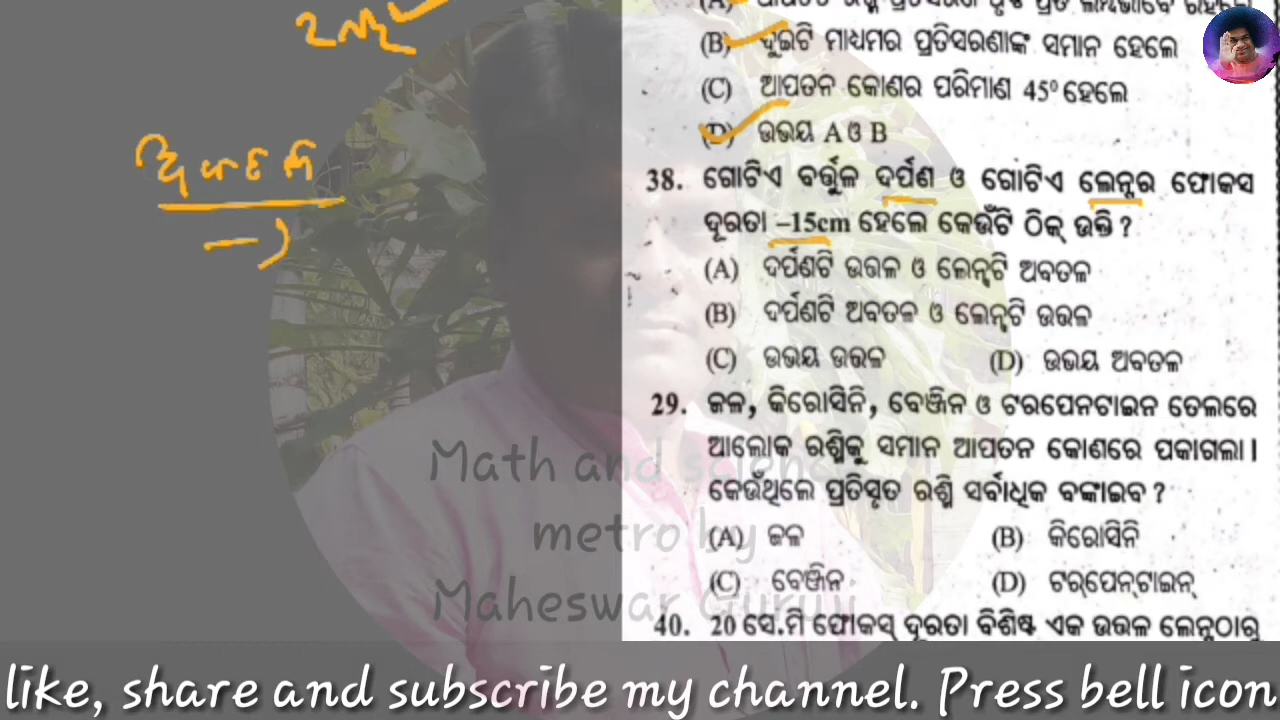 (B) ଦୁଇଟି ମାଧ୍ୟମର ପ୍ରତିସରଣାଙ୍କ ସମାନ ହେଲେ
(C) ଆପତନ କୋଣର ପରିମାଣ 45⁰ ହେଲେ
(D) ଉଭୟ A ଓ B
38. ଗୋଟିଏ ବର୍ତ୍ତୁଳ ଦର୍ପଣ ଓ ଗୋଟିଏ ଲେନ୍ସର ଫୋକସ
ଦୂରତା –15cm ହେଲେ କେଉଁଟି ଠିକ୍ ଉକ୍ତି ?
(A) ଦର୍ପଣଟି ଉତ୍ତଳ ଓ ଲେନ୍ସଟି ଅବତଳ
(B) ଦର୍ପଣଟି ଅବତଳ ଓ ଲେନ୍ସଟି ଉତ୍ତଳ
(C) ଉଭୟ ଉତ୍ତଳ (D) ଉଭୟ ଅବତଳ
29. ଜଳ, କିରୋସିନି, ବେଞ୍ଜିନ ଓ ଟରପେନଟାଇନ ତେଲରେ
ଆଲୋକ ରଶ୍ମିକୁ ସମାନ ଆପତନ କୋଣରେ ପକାଗଲା।
କେଉଁଥିଲେ ପ୍ରତିସୃତ ରଶ୍ମି ସର୍ବାଧିକ ବଙ୍କାଇବ ?
(A) ଜଳ (B) କିରୋସିନି
(C) ବେଞ୍ଜିନ (D) ଟର୍‌ପେନ୍‌ଟାଇନ୍
40. 20 ସେ.ମି ଫୋକସ୍ ଦୂରତା ବିଶିଷ୍ଟ ଏକ ଉତ୍ତଳ ଲେନ୍ସଠାରୁ
Math and science
metro by
Maheswar Guruji
like, share and subscribe my channel. Press bell icon